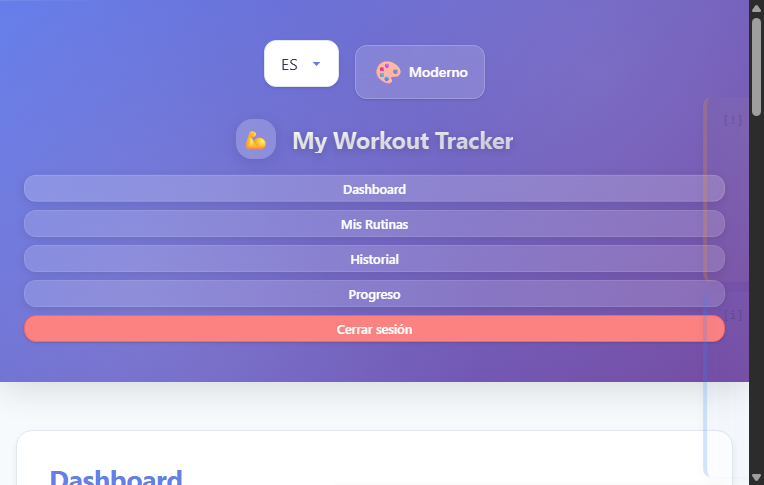 ES
Moderno
[i]
My Workout Tracker
Dashboard
Mis Rutinas
Historial
Progreso
[i]
Cerrar sesión
Dashboard